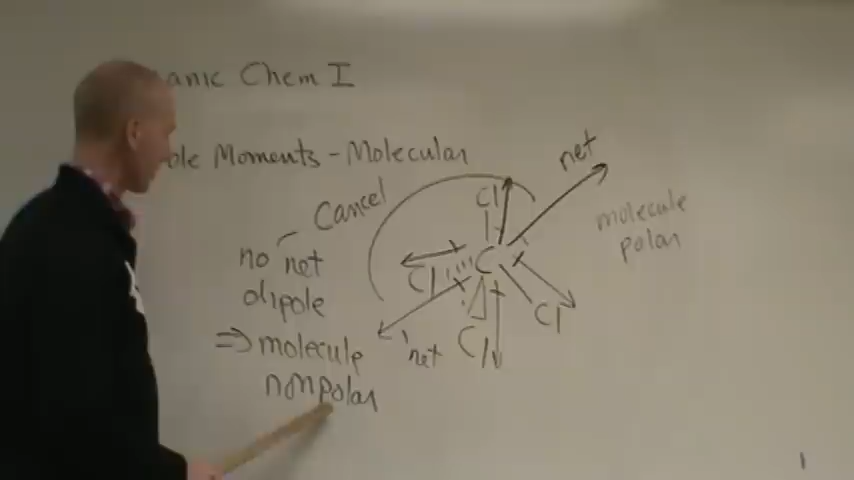 anic Chem I
ole Moments - Molecular
net
Cancel
Cl
molecule
polar
no net
dipole
Cl
C
Cl
⇒ molecule
net
Cl
nonpolar